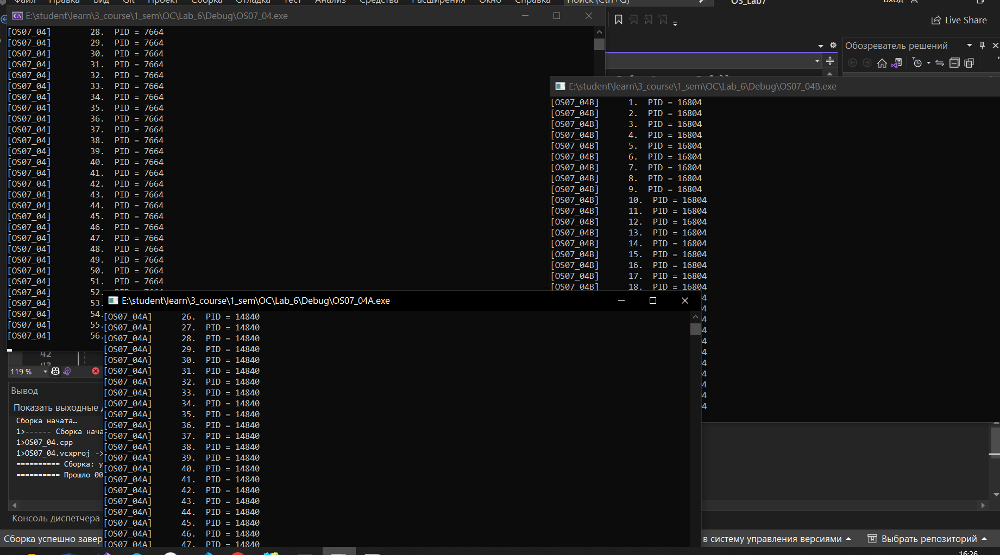 Файл Правка Вид Git Проект Сборка Отладка Тест Анализ Средства Расширения Окно Справка Поиск (Ctrl+Q) OS_Lab7 Вход
E:\student\learn\3_course\1_sem\OC\Lab_6\Debug\OS07_04.exe
Live Share
[OS07_04] 28. PID = 7664
[OS07_04] 29. PID = 7664
[OS07_04] 30. PID = 7664
[OS07_04] 31. PID = 7664
[OS07_04] 32. PID = 7664
[OS07_04] 33. PID = 7664
[OS07_04] 34. PID = 7664
[OS07_04] 35. PID = 7664
[OS07_04] 36. PID = 7664
[OS07_04] 37. PID = 7664
[OS07_04] 38. PID = 7664
[OS07_04] 39. PID = 7664
[OS07_04] 40. PID = 7664
[OS07_04] 41. PID = 7664
[OS07_04] 42. PID = 7664
[OS07_04] 43. PID = 7664
[OS07_04] 44. PID = 7664
[OS07_04] 45. PID = 7664
[OS07_04] 46. PID = 7664
[OS07_04] 47. PID = 7664
[OS07_04] 48. PID = 7664
[OS07_04] 49. PID = 7664
[OS07_04] 50. PID = 7664
[OS07_04] 51. PID = 7664
[OS07_04] 52. PID = 7664
[OS07_04] 53.
[OS07_04] 54.
[OS07_04] 55.
[OS07_04] 56.
Обозреватель решений
E:\student\learn\3_course\1_sem\OC\Lab_6\Debug\OS07_04B.exe
[OS07_04B] 1. PID = 16804
[OS07_04B] 2. PID = 16804
[OS07_04B] 3. PID = 16804
[OS07_04B] 4. PID = 16804
[OS07_04B] 5. PID = 16804
[OS07_04B] 6. PID = 16804
[OS07_04B] 7. PID = 16804
[OS07_04B] 8. PID = 16804
[OS07_04B] 9. PID = 16804
[OS07_04B] 10. PID = 16804
[OS07_04B] 11. PID = 16804
[OS07_04B] 12. PID = 16804
[OS07_04B] 13. PID = 16804
[OS07_04B] 14. PID = 16804
[OS07_04B] 15. PID = 16804
[OS07_04B] 16. PID = 16804
[OS07_04B] 17. PID = 16804
[OS07_04B] 18. PID = 16804
4
4
4
4
4
4
4
4
4
4
4
E:\student\learn\3_course\1_sem\OC\Lab_6\Debug\OS07_04A.exe
[OS07_04A] 26. PID = 14840
[OS07_04A] 27. PID = 14840
[OS07_04A] 28. PID = 14840
[OS07_04A] 29. PID = 14840
[OS07_04A] 30. PID = 14840
[OS07_04A] 31. PID = 14840
[OS07_04A] 32. PID = 14840
[OS07_04A] 33. PID = 14840
[OS07_04A] 34. PID = 14840
[OS07_04A] 35. PID = 14840
[OS07_04A] 36. PID = 14840
[OS07_04A] 37. PID = 14840
[OS07_04A] 38. PID = 14840
[OS07_04A] 39. PID = 14840
[OS07_04A] 40. PID = 14840
[OS07_04A] 41. PID = 14840
[OS07_04A] 42. PID = 14840
[OS07_04A] 43. PID = 14840
[OS07_04A] 44. PID = 14840
[OS07_04A] 45. PID = 14840
[OS07_04A] 46. PID = 14840
[OS07_04A] 47. PID = 14840
42
43
119 %
Вывод
Показать выходные
Сборка начата…
1>------ Сборка нача
1>OS07_04.cpp
1>OS07_04.vcxproj ->
========== Сборка: у
========== Прошло 00
Консоль диспетчера
Сборка успешно завер
в систему управления версиями
Выбрать репозиторий
16:26